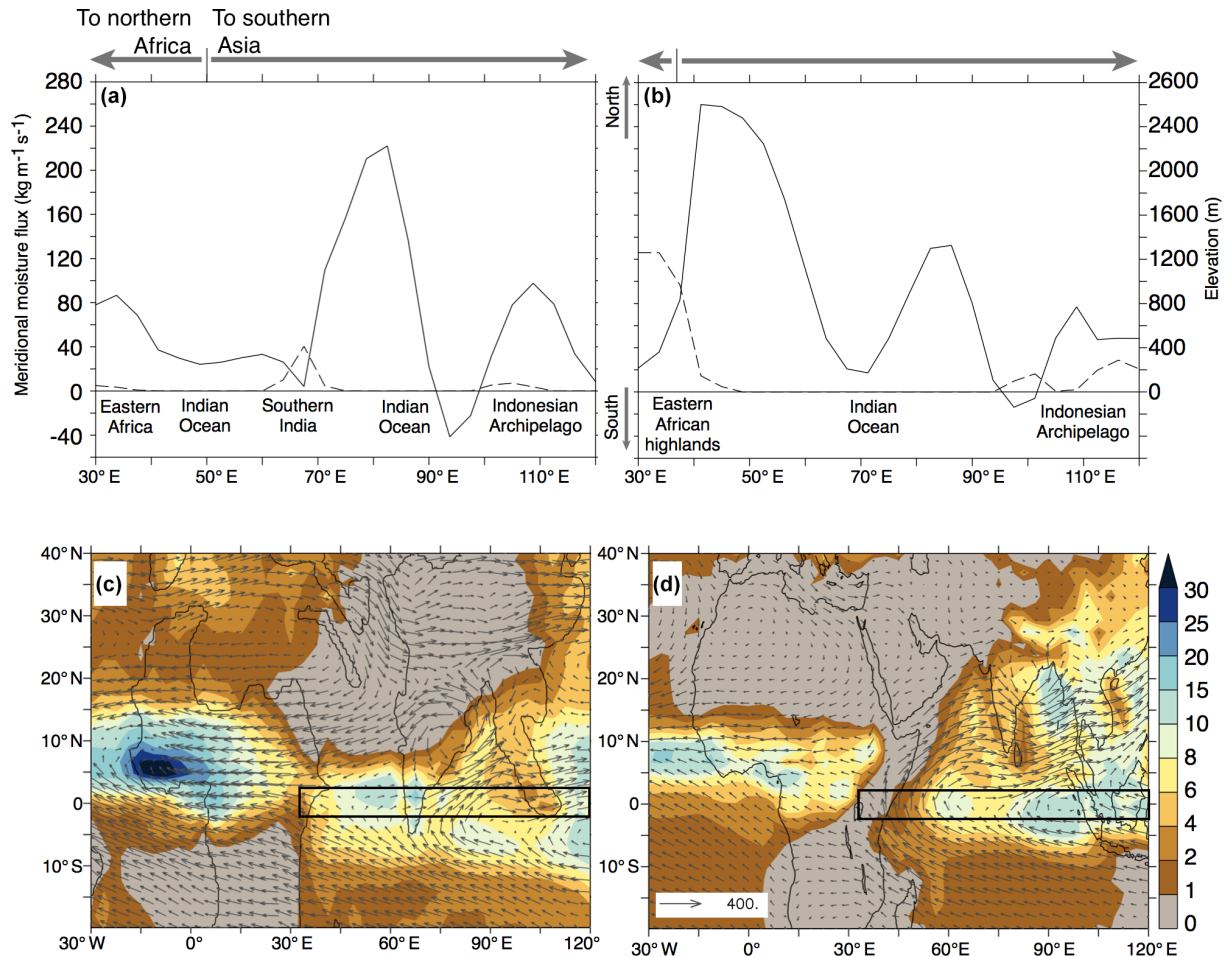 To northern
Africa
To southern
Asia
(a)
280
240
200
160
120
80
40
0
-40
Meridional moisture flux (kg m-1 s-1)
Eastern
Africa
Indian
Ocean
Southern
India
Indian
Ocean
Indonesian
Archipelago
30° E
50° E
70° E
90° E
110° E
North
South
(b)
2600
2400
2000
1600
1200
800
400
0
Elevation (m)
Eastern
African
highlands
Indian
Ocean
Indonesian
Archipelago
30° E
50° E
70° E
90° E
110° E
(c)
40° N
30° N
20° N
10° N
0
10° S
30° W
0°
30° E
60° E
90° E
120°
(d)
40° N
30° N
20° N
10° N
0
10° S
400.
30° W
0°
30° E
60° E
90° E
120° E
30
25
20
15
10
8
6
4
2
1
0